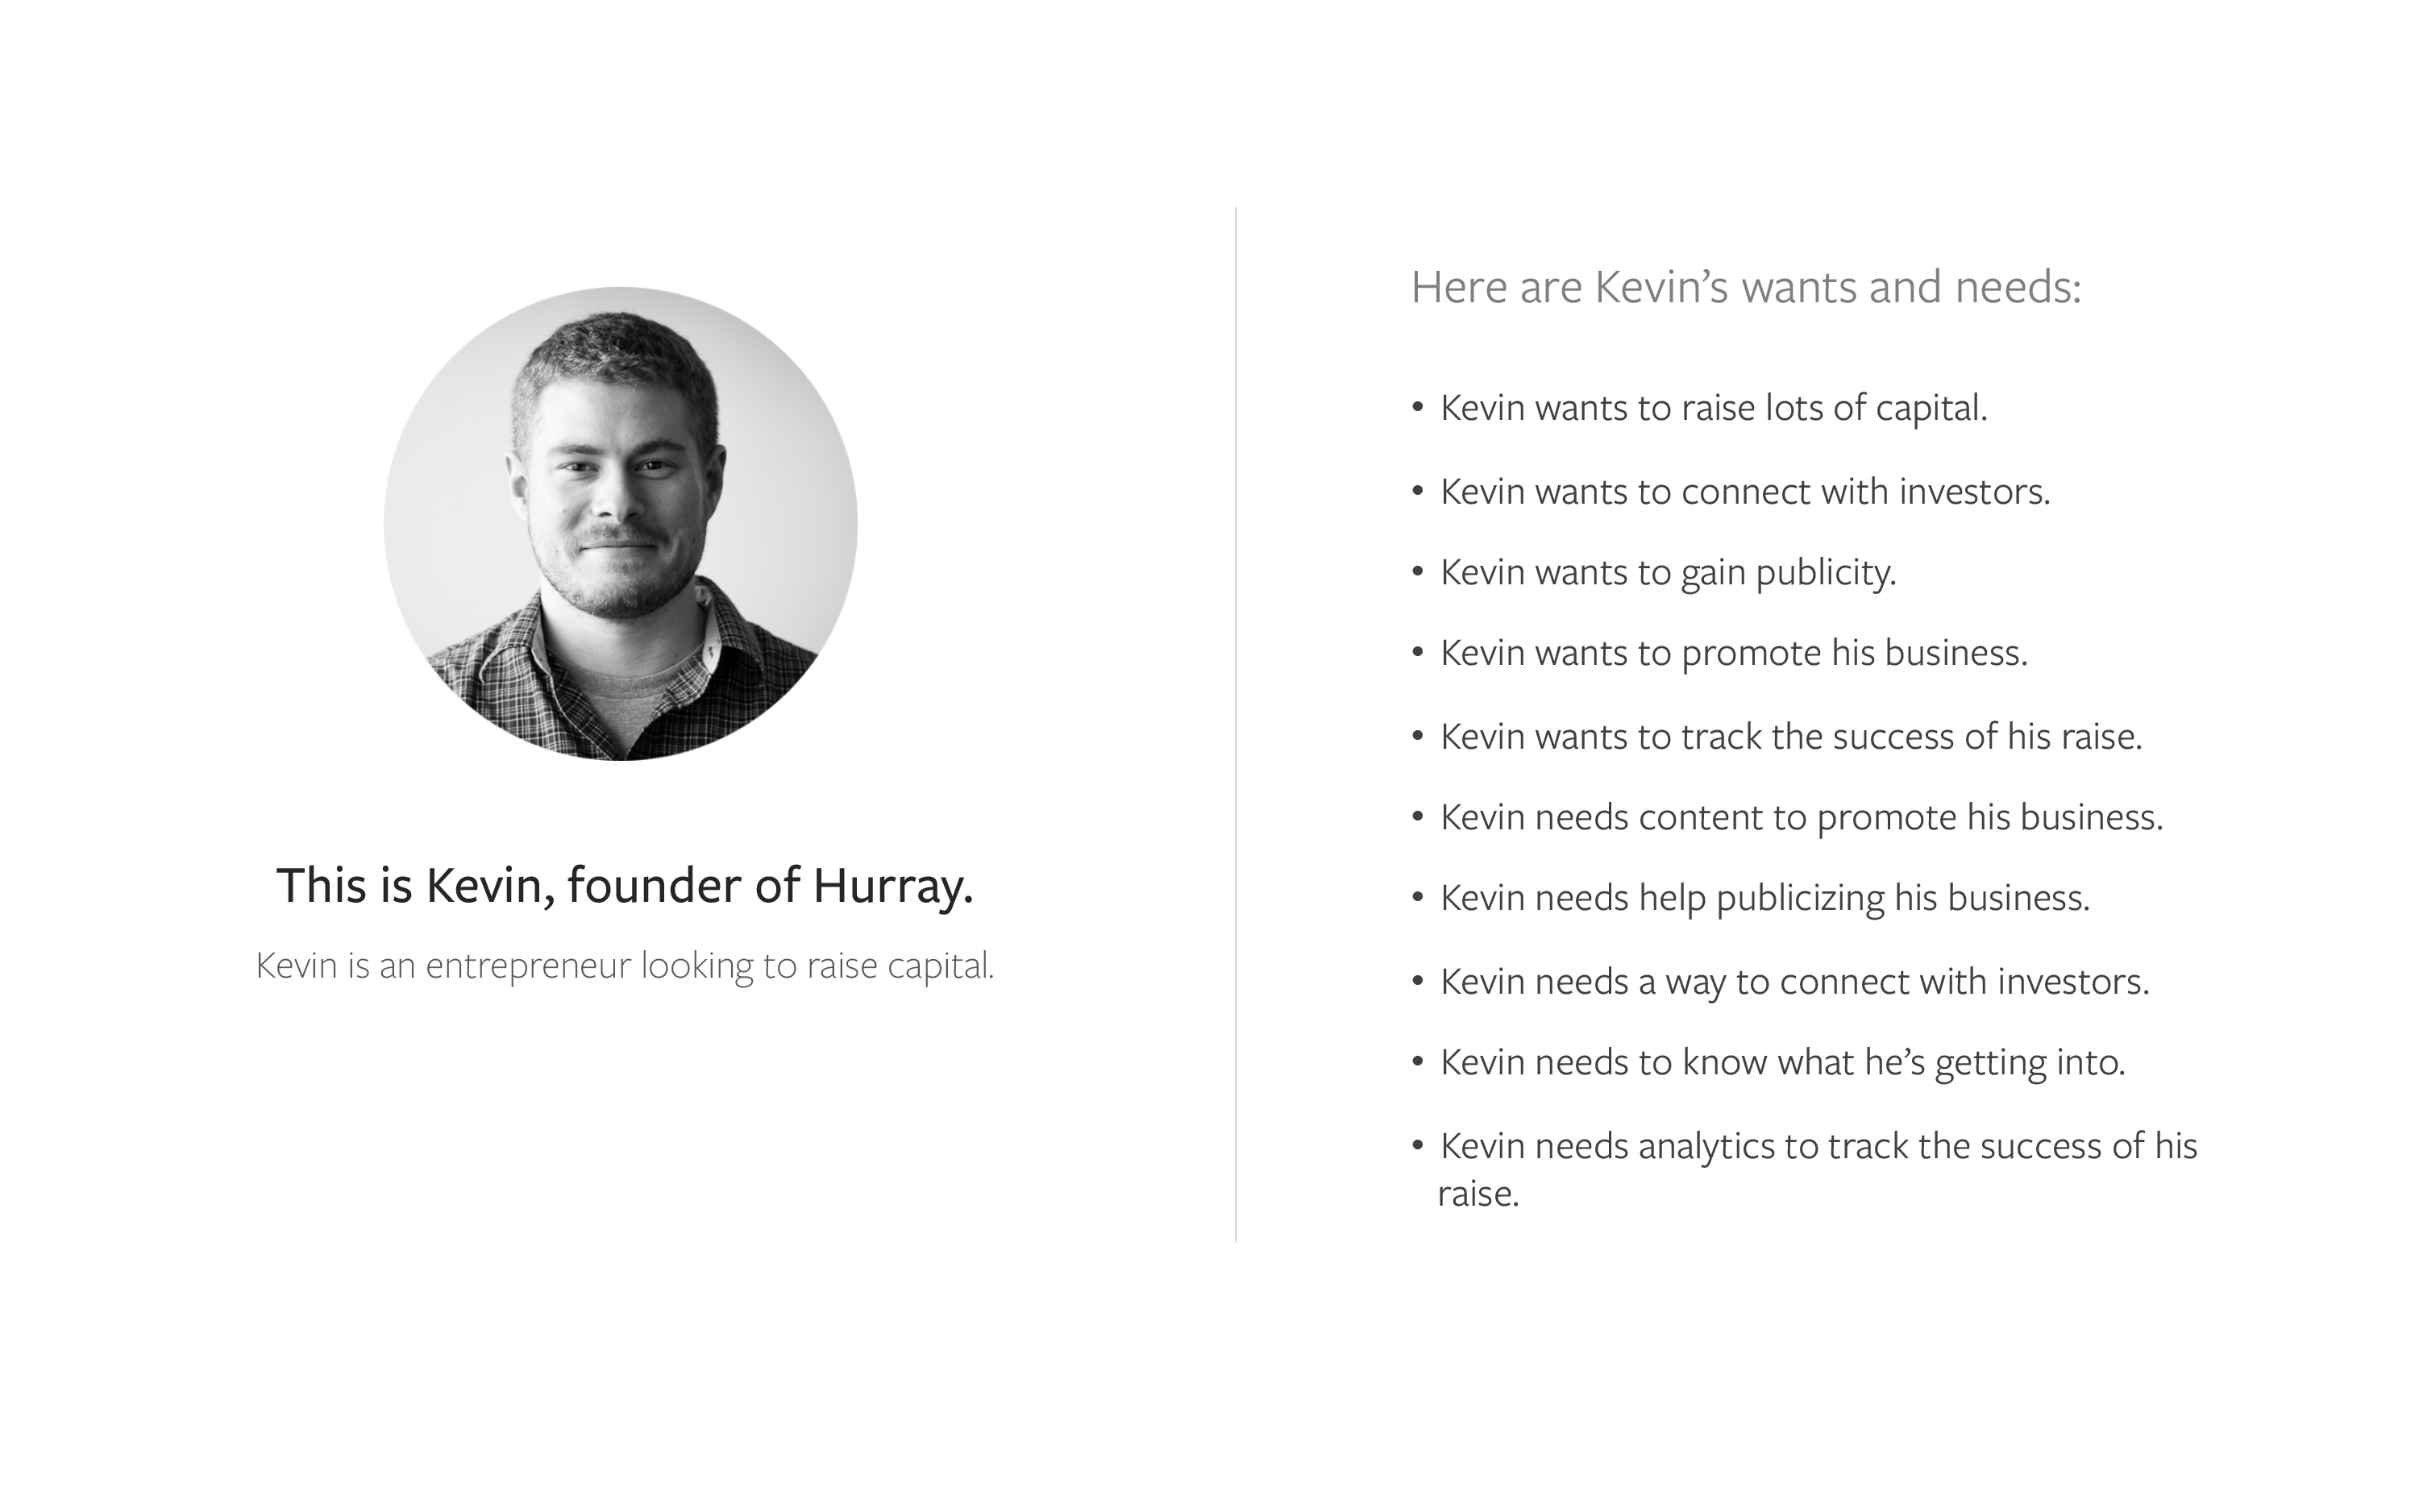 This is Kevin, founder of Hurray.
Kevin is an entrepreneur looking to raise capital.
Here are Kevin’s wants and needs:
• Kevin wants to raise lots of capital.
• Kevin wants to connect with investors.
• Kevin wants to gain publicity.
• Kevin wants to promote his business.
• Kevin wants to track the success of his raise.
• Kevin needs content to promote his business.
• Kevin needs help publicizing his business.
• Kevin needs a way to connect with investors.
• Kevin needs to know what he’s getting into.
• Kevin needs analytics to track the success of his
raise.